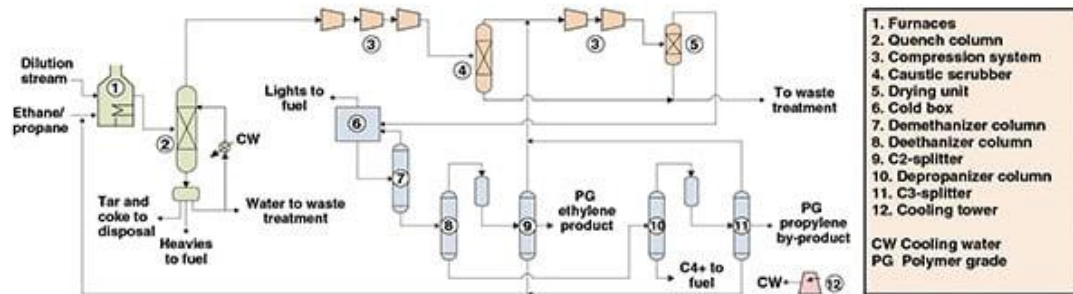 Dilution
stream
Ethane/
propane
1
2
CW
Tar and
coke to
disposal
Heavies
to fuel
Water to waste
treatment
3
4
3
5
To waste
treatment
Lights to
fuel
6
7
8
9
PG
ethylene
product
10
11
PG
propylene
by-product
C4+ to
fuel
CW
12
1. Furnaces
2. Quench column
3. Compression system
4. Caustic scrubber
5. Drying unit
6. Cold box
7. Demethanizer column
8. Deethanizer column
9. C2-splitter
10. Depropanizer column
11. C3-splitter
12. Cooling tower
CW Cooling water
PG Polymer grade